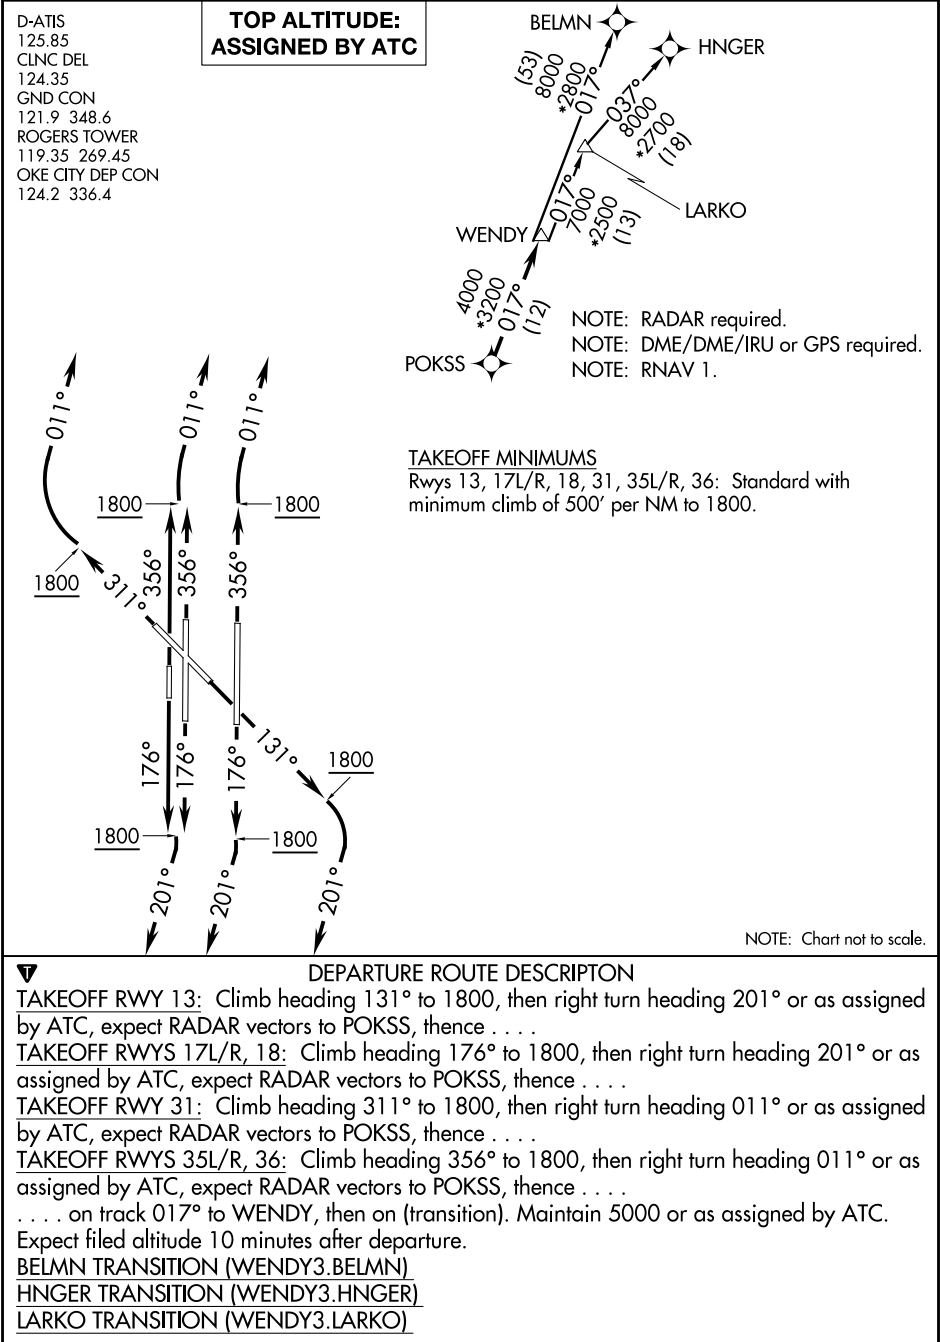 D-ATIS
125.85
CLNC DEL
124.35
GND CON
121.9 348.6
ROGERS TOWER
119.35 269.45
OKE CITY DEP CON
124.2 336.4
TOP ALTITUDE:
ASSIGNED BY ATC
BELMN
HNGER
(53)
8000
*2800
017°
037°
8000
*2700
(18)
LARKO
017°
7000
*2500
(13)
WENDY
4000
*3200
017°
(12)
POKSS
NOTE: RADAR required.
NOTE: DME/DME/IRU or GPS required.
NOTE: RNAV 1.
TAKEOFF MINIMUMS
Rwys 13, 17L/R, 18, 31, 35L/R, 36: Standard with
minimum climb of 500' per NM to 1800.
011°
011°
011°
1800
1800
1800
311°
356°
356°
356°
176°
176°
176°
131°
1800
1800
1800
201°
201°
201°
NOTE: Chart not to scale.
T
DEPARTURE ROUTE DESCRIPTON
TAKEOFF RWY 13: Climb heading 131° to 1800, then right turn heading 201° or as assigned
by ATC, expect RADAR vectors to POKSS, thence . . . .
TAKEOFF RWYS 17L/R, 18: Climb heading 176° to 1800, then right turn heading 201° or as
assigned by ATC, expect RADAR vectors to POKSS, thence . . . .
TAKEOFF RWY 31: Climb heading 311° to 1800, then right turn heading 011° or as assigned
by ATC, expect RADAR vectors to POKSS, thence . . . .
TAKEOFF RWYS 35L/R, 36: Climb heading 356° to 1800, then right turn heading 011° or as
assigned by ATC, expect RADAR vectors to POKSS, thence . . . .
. . . . on track 017° to WENDY, then on (transition). Maintain 5000 or as assigned by ATC.
Expect filed altitude 10 minutes after departure.
BELMN TRANSITION (WENDY3.BELMN)
HNGER TRANSITION (WENDY3.HNGER)
LARKO TRANSITION (WENDY3.LARKO)